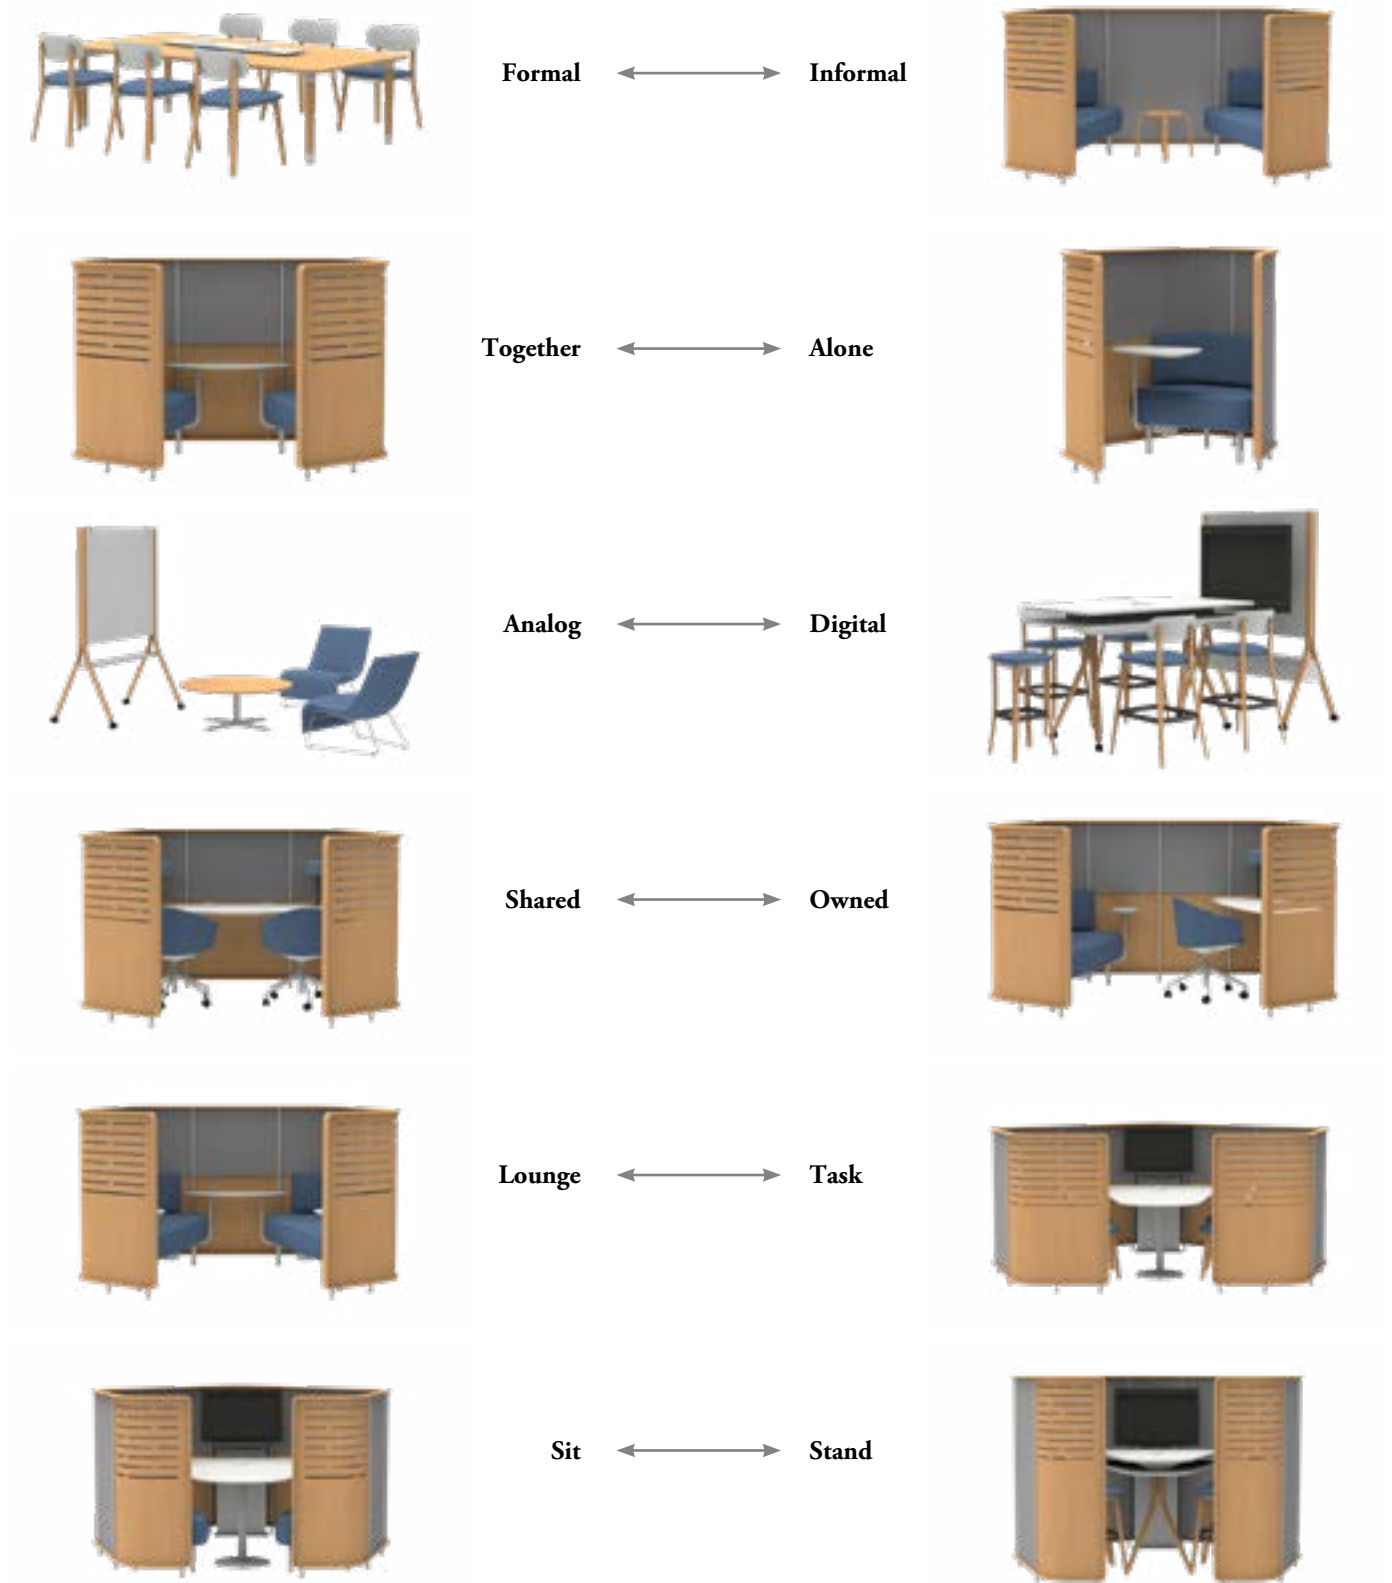 Formal Informal
Together Alone
Analog Digital
Shared Owned
Lounge Task
Sit Stand